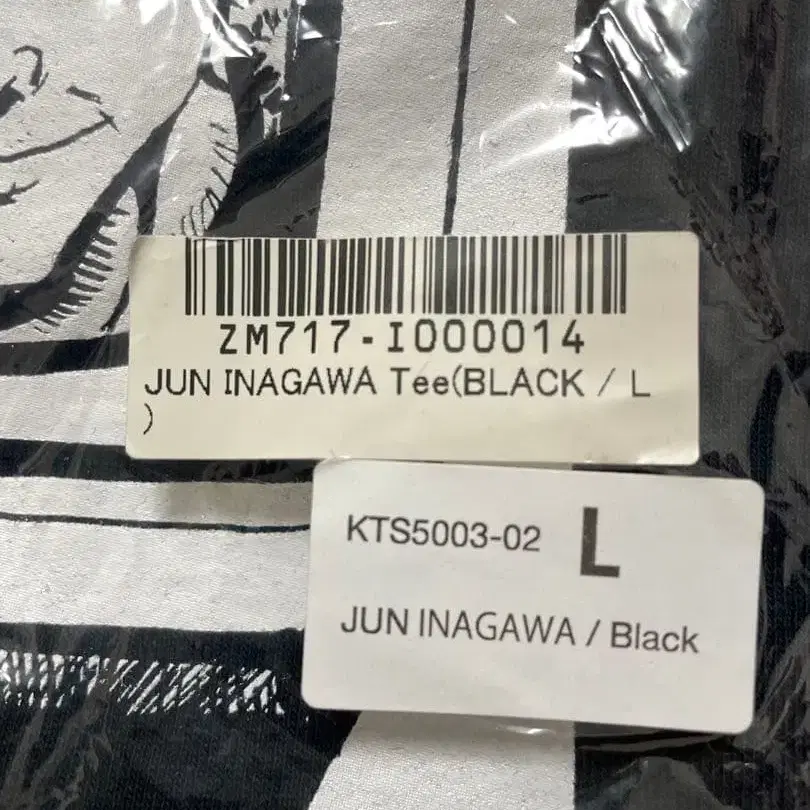 ZM717-I000014
JUN INAGAWA Tee(BLACK / L
)
KTS5003-02 L
JUN INAGAWA / Black